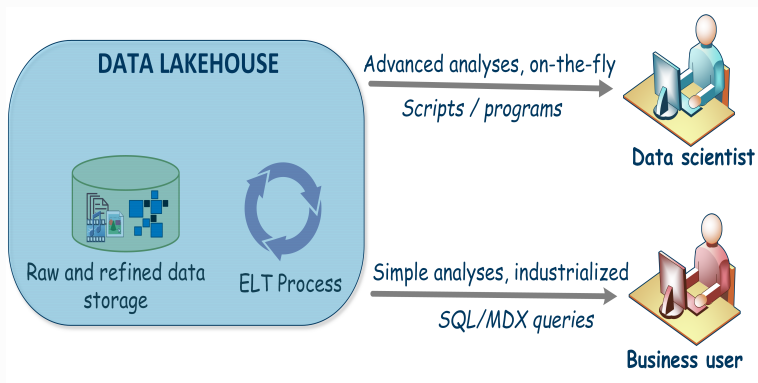 DATA LAKEHOUSE
Advanced analyses, on-the-fly
Scripts / programs
Data scientist
Raw and refined data
storage
ELT Process
Simple analyses, industrialized
SQL/MDX queries
Business user